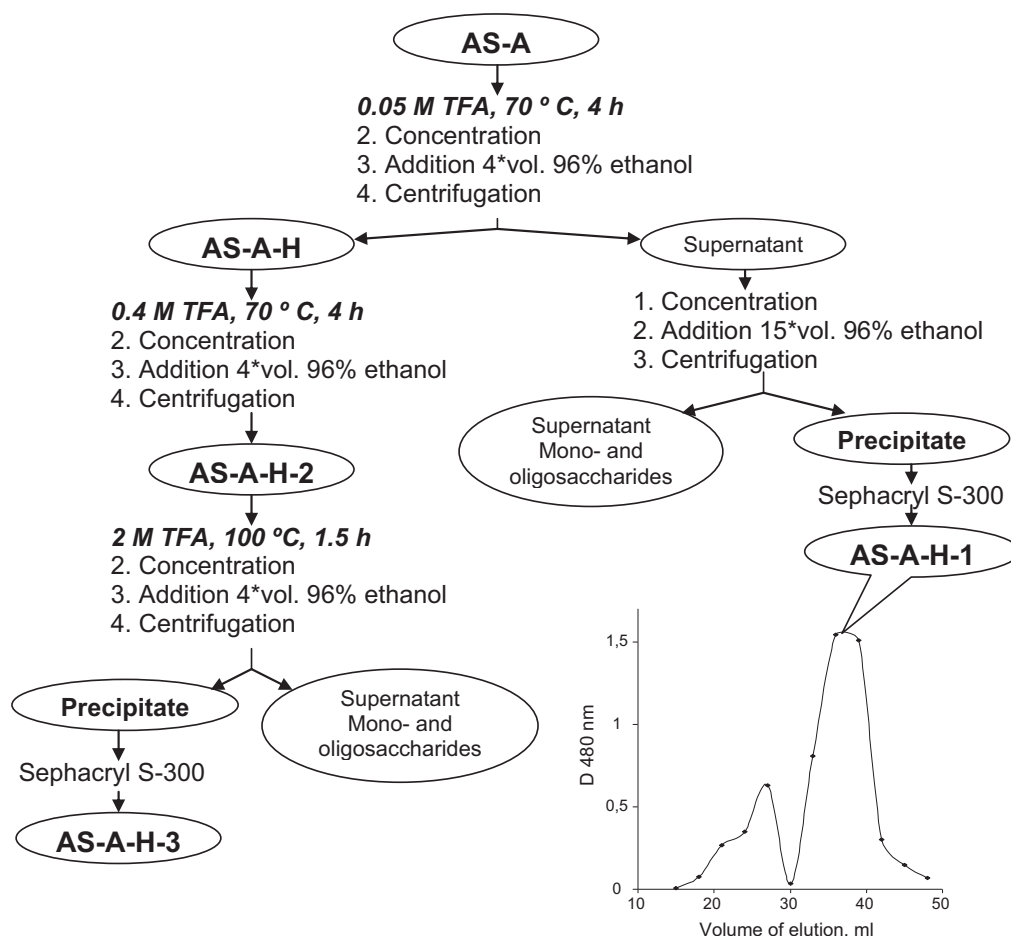 AS-A
0.05 M TFA, 70 º C, 4 h
2. Concentration
3. Addition 4*vol. 96% ethanol
4. Centrifugation
AS-A-H
0.4 M TFA, 70 º C, 4 h
2. Concentration
3. Addition 4*vol. 96% ethanol
4. Centrifugation
AS-A-H-2
2 M TFA, 100 ºC, 1.5 h
2. Concentration
3. Addition 4*vol. 96% ethanol
4. Centrifugation
Precipitate
Sephacryl S-300
AS-A-H-3
Supernatant
Mono- and
oligosaccharides
Supernatant
1. Concentration
2. Addition 15*vol. 96% ethanol
3. Centrifugation
Supernatant
Mono- and
oligosaccharides
Precipitate
Sephacryl S-300
AS-A-H-1
D 480 nm
1,5
1
0,5
0
10 20 30 40 50
Volume of elution, ml